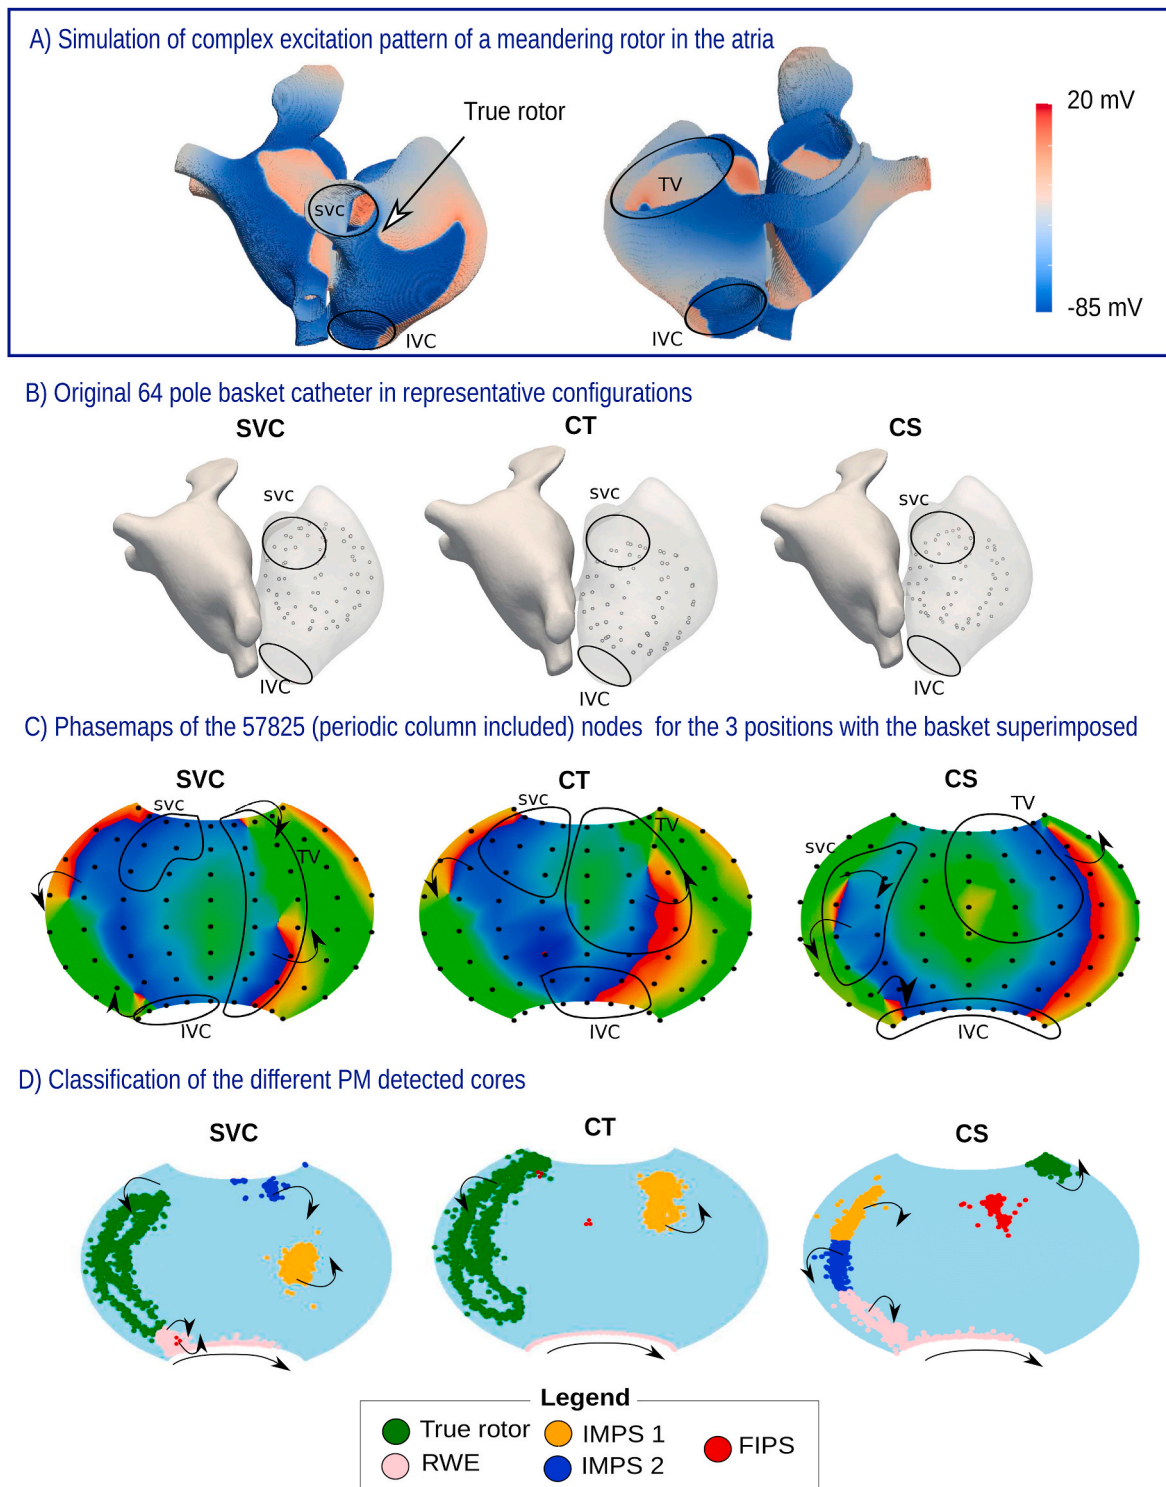 A) Simulation of complex excitation pattern of a meandering rotor in the atria
True rotor
20 mV
-85 mV
svc
IVC
TV
IVC
B) Original 64 pole basket catheter in representative configurations
SVC
CT
CS
svc
svc
svc
IVC
IVC
IVC
C) Phasemaps of the 57825 (periodic column included) nodes for the 3 positions with the basket superimposed
SVC
CT
CS
svc
TV
IVC
svc
TV
IVC
svc
TV
IVC
D) Classification of the different PM detected cores
SVC
CT
CS
Legend
True rotor
IMPS 1
FIPS
RWE
IMPS 2